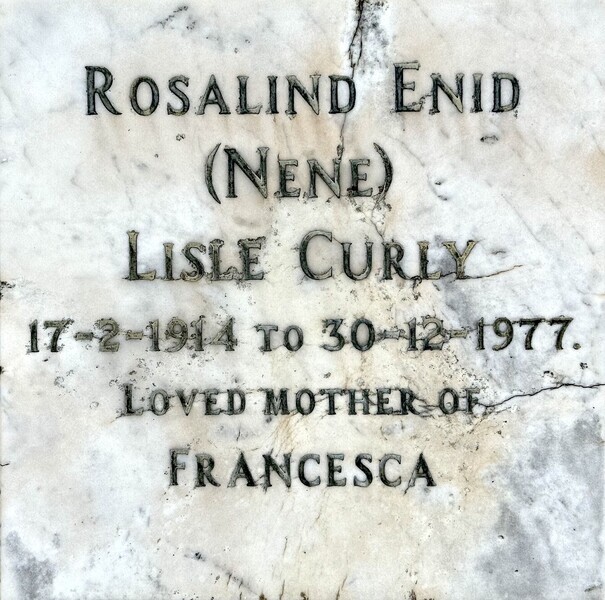 Rosalind Enid
(Nene)
Lisle Curly
17-2-1914 to 30-12-1977.
Loved mother of
Francesca